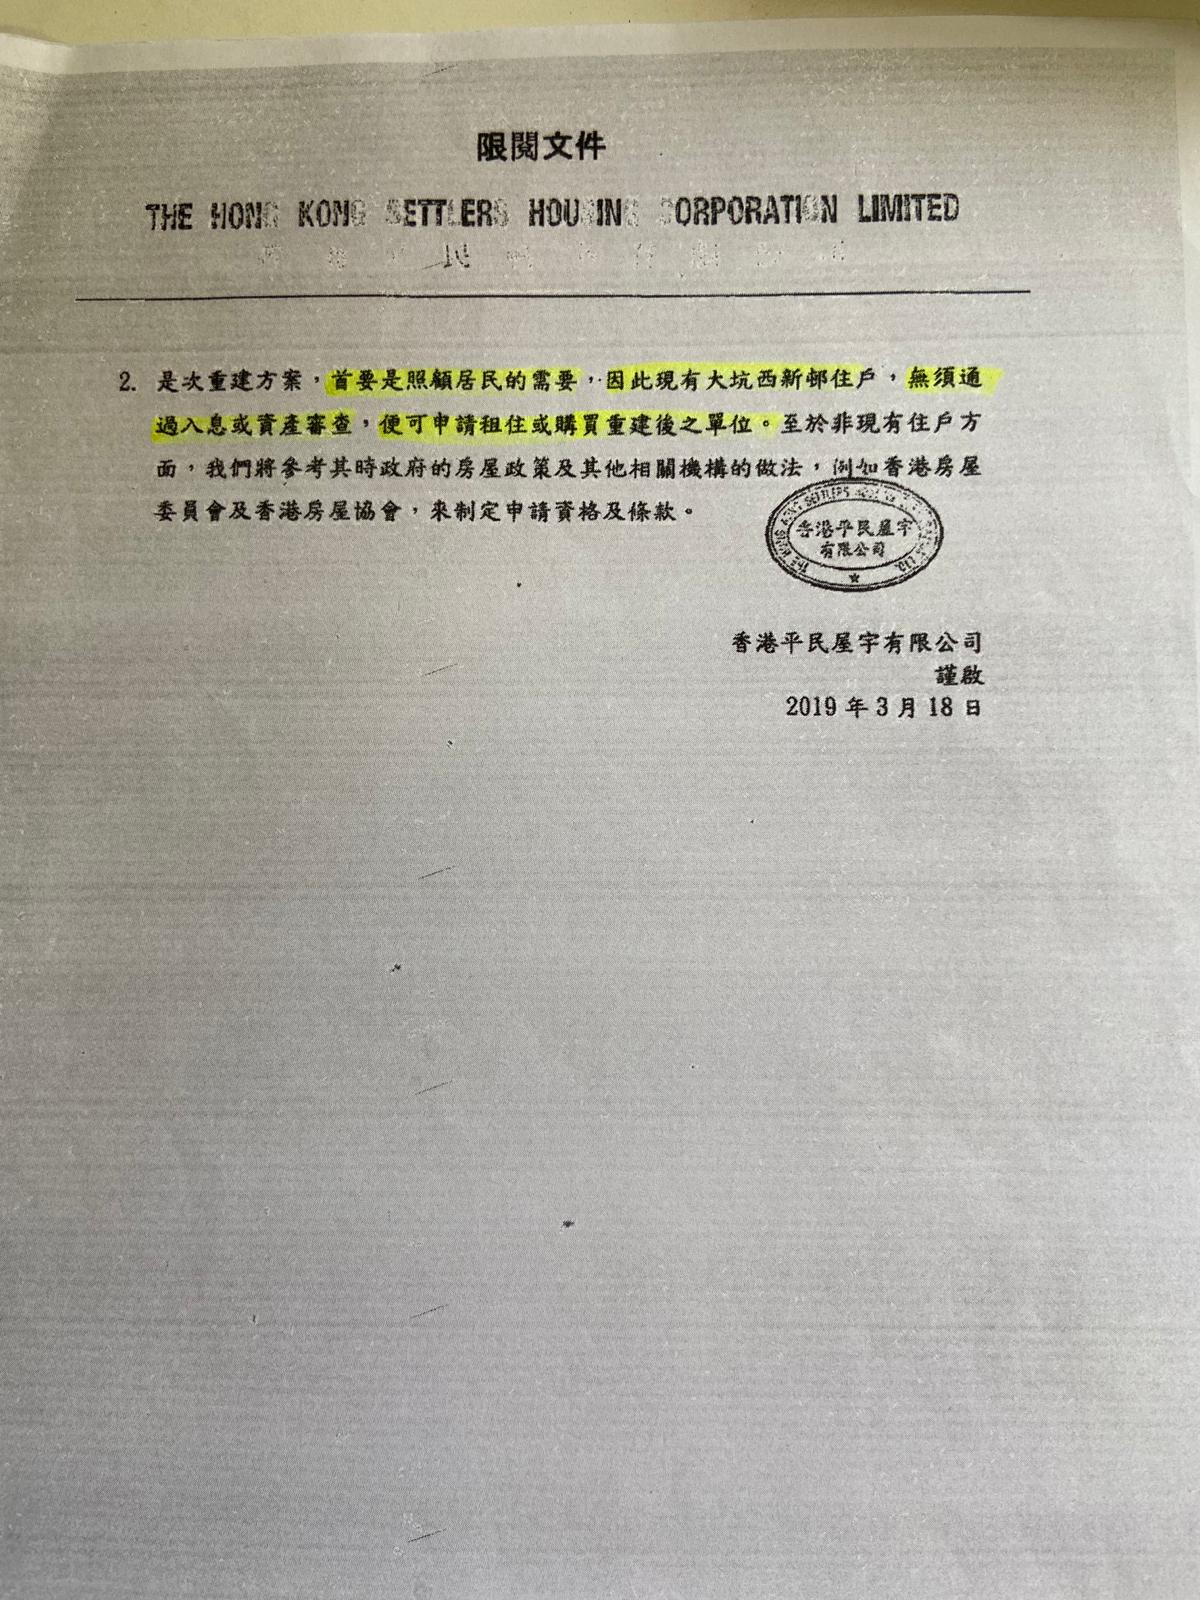 限閱文件
THE HONG KONG SETTLERS HOUSING CORPORATION LIMITED
2. 是次重建方案，首要是照顧居民的需要，因此現有大坑西新邨住戶，無須通
過入息或資產審查，便可申請租住或購買重建後之單位。至於非現有住戶方
面，我們將參考其時政府的房屋政策及其他相關機構的做法，例如香港房屋
委員會及香港房屋協會，來制定申請資格及條款。
香港平民屋宇
有限公司
香港平民屋宇有限公司
謹啟
2019 年 3 月 18 日